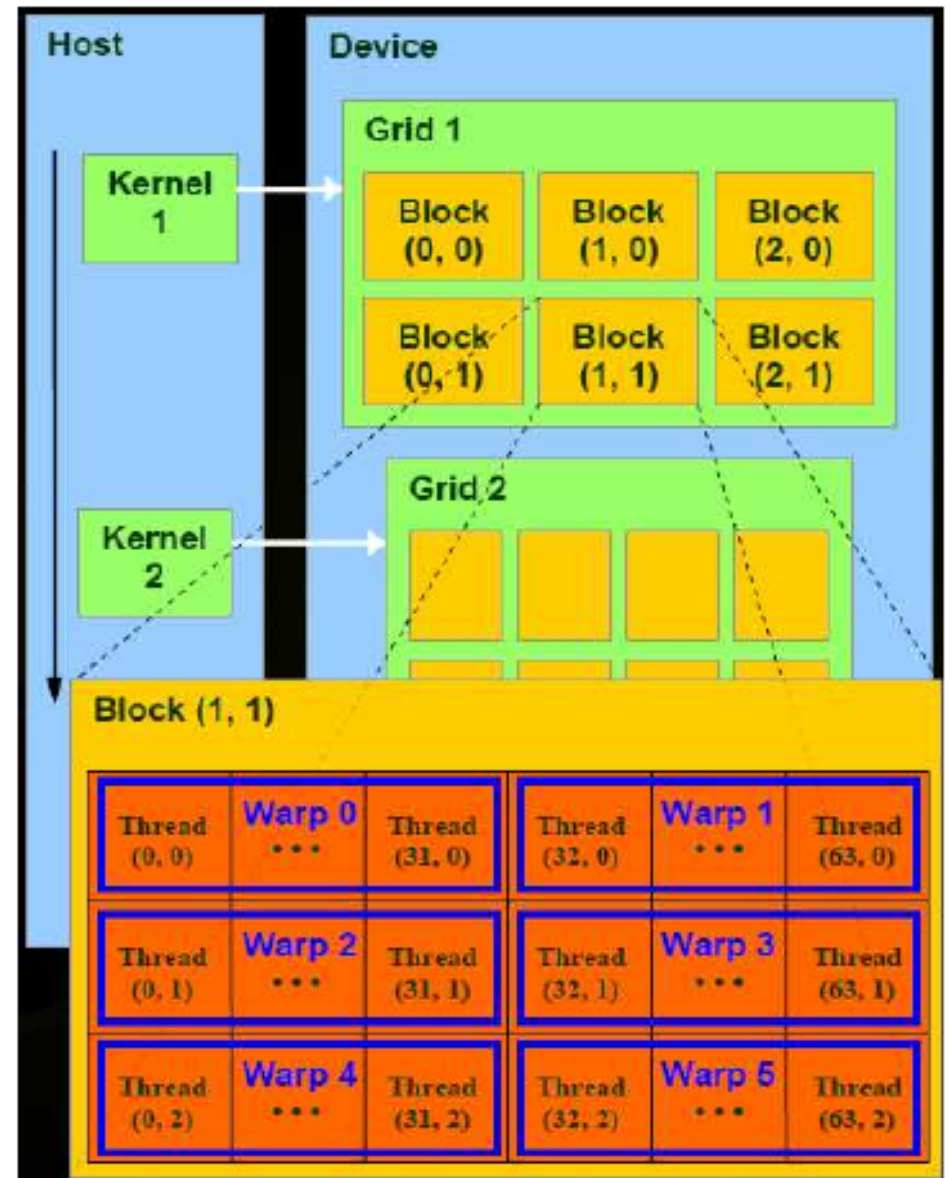 Host
Device
Grid 1
Kernel
1
Block
(0, 0)
Block
(1, 0)
Block
(2, 0)
Block
(0, 1)
Block
(1, 1)
Block
(2, 1)
Grid 2
Kernel
2
Block (1, 1)
Thread
(0, 0)
Warp 0
•••
Thread
(31, 0)
Thread
(32, 0)
Warp 1
•••
Thread
(63, 0)
Thread
(0, 1)
Warp 2
•••
Thread
(31, 1)
Thread
(32, 1)
Warp 3
•••
Thread
(63, 1)
Thread
(0, 2)
Warp 4
•••
Thread
(31, 2)
Thread
(32, 2)
Warp 5
•••
Thread
(63, 2)